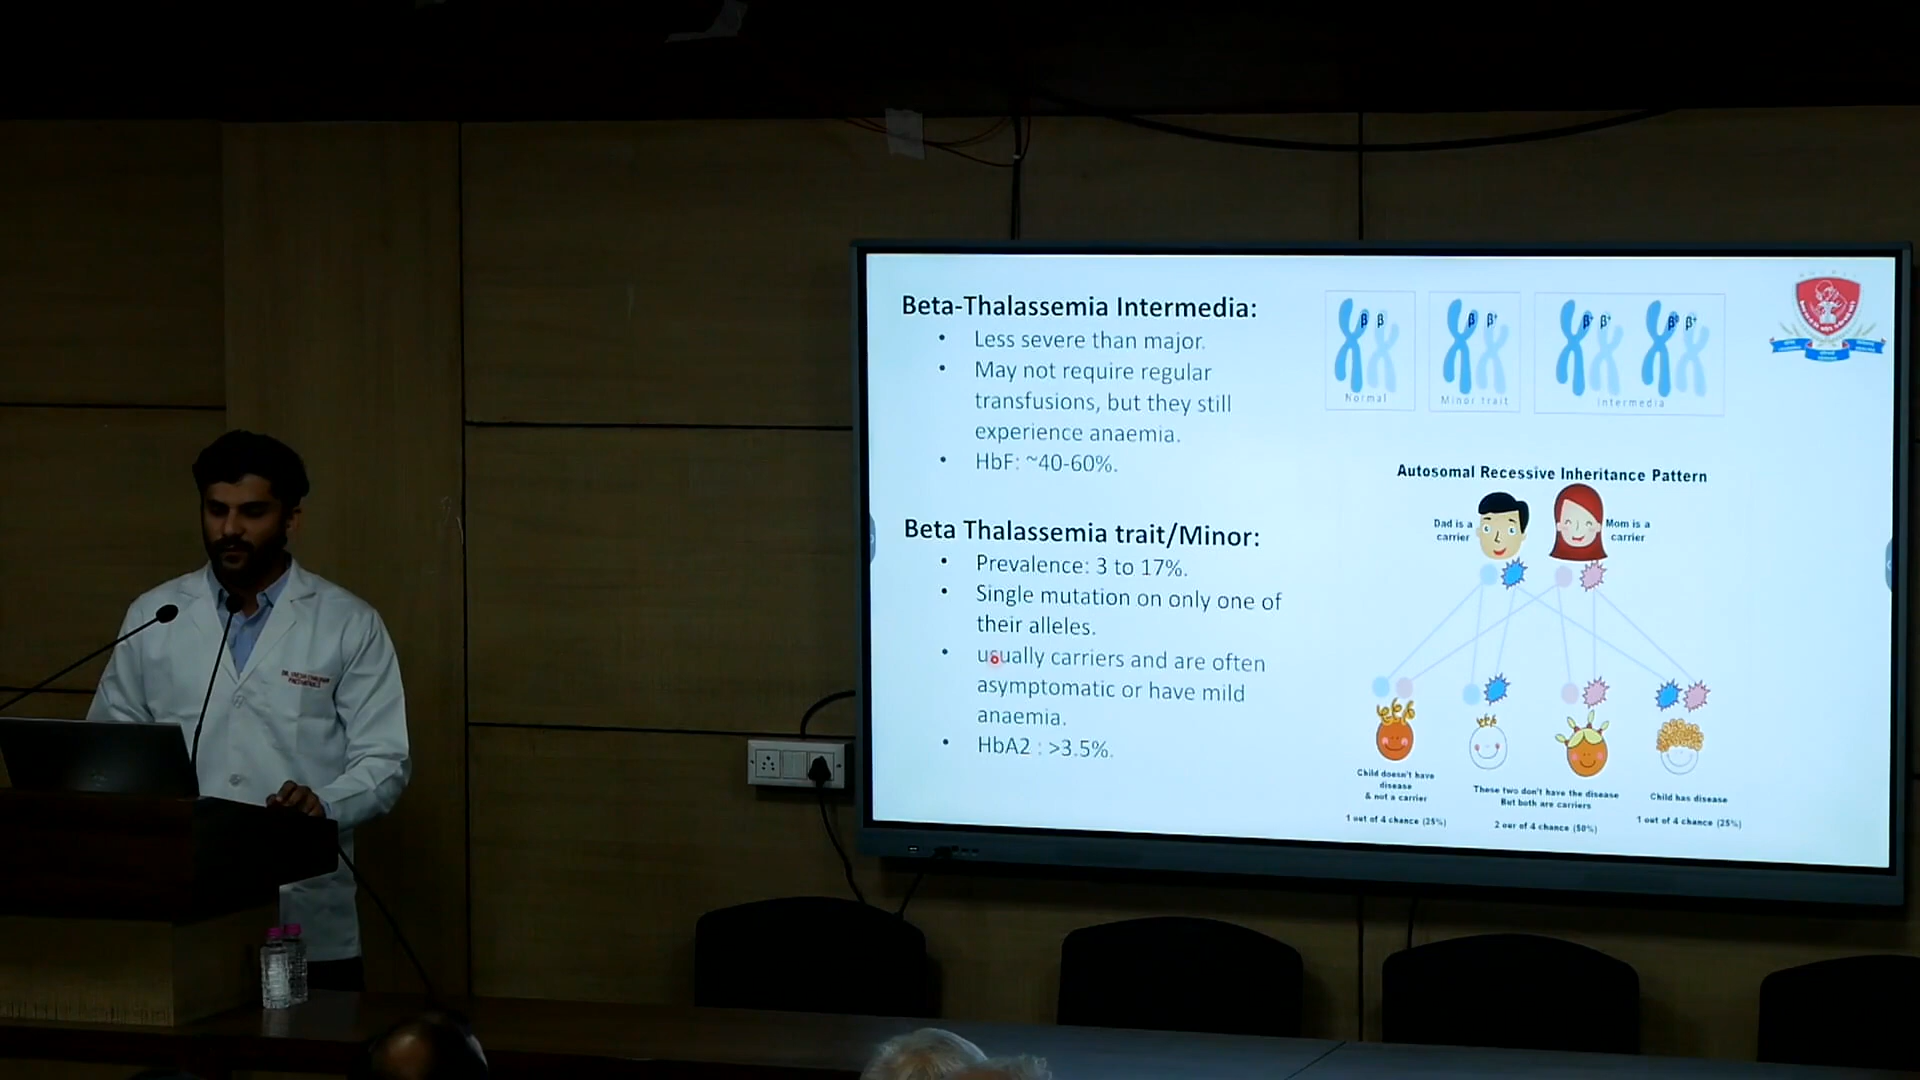 Beta-Thalassemia Intermedia:
• Less severe than major.
• May not require regular
transfusions, but they still
experience anaemia.
• HbF: ~40-60%.
Beta Thalassemia trait/Minor:
• Prevalence: 3 to 17%.
• Single mutation on only one of
their alleles.
• usually carriers and are often
asymptomatic or have mild
anaemia.
• HbA2 : >3.5%.
β β
Normal
β β⁺
Minor trait
β⁺ β⁺ β⁰ β⁺
Intermedia
Autosomal Recessive Inheritance Pattern
Dad is a
carrier
Mom is a
carrier
Child doesn't have
disease
& not a carrier
1 out of 4 chance (25%)
These two don't have the disease
But both are carriers
2 our of 4 chance (50%)
Child has disease
1 out of 4 chance (25%)